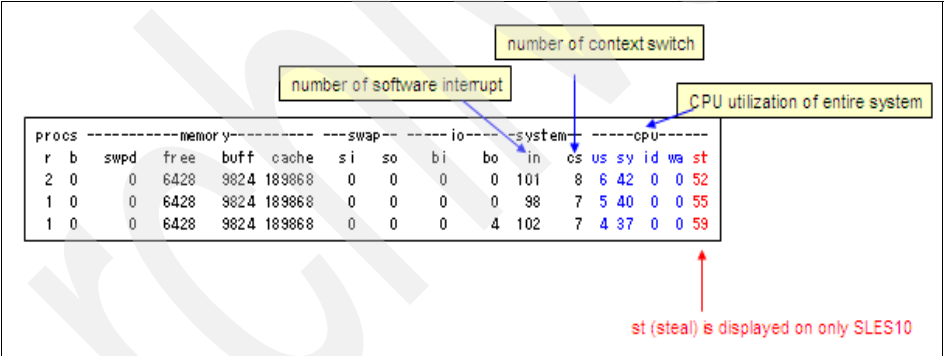 number of context switch
number of software interrupt
CPU utilization of entire system
procs -----------memory---------- ---swap-- -----io---- -system-- -----cpu------
r b swpd free buff cache si so bi bo in cs us sy id wa st
2 0 0 6428 9824 189868 0 0 0 0 101 8 6 42 0 0 52
1 0 0 6428 9824 189868 0 0 0 0 98 7 5 40 0 0 55
1 0 0 6428 9824 189868 0 0 0 4 102 7 4 37 0 0 59
st (steal) is displayed on only SLES10